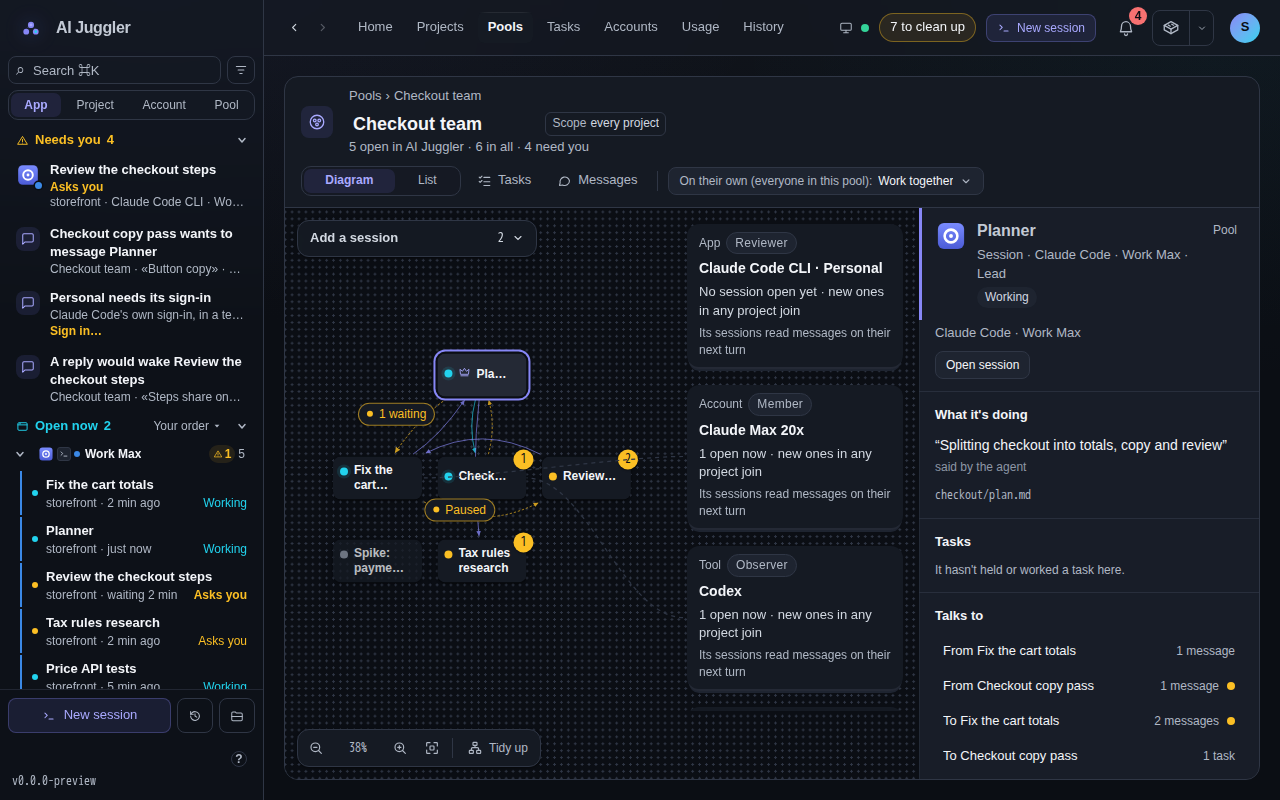 AI Juggler
Home
Projects
Pools
Tasks
Accounts
Usage
History
7 to clean up
New session
4
S
Search ⌘K
App
Project
Account
Pool
Needs you 4
Review the checkout steps
Asks you
storefront · Claude Code CLI · Wo…
Checkout copy pass wants to
message Planner
Checkout team · «Button copy» · …
Personal needs its sign-in
Claude Code's own sign-in, in a te…
Sign in…
A reply would wake Review the
checkout steps
Checkout team · «Steps share on…
Open now 2
Your order
Work Max
1
5
Fix the cart totals
storefront · 2 min ago
Working
Planner
storefront · just now
Working
Review the checkout steps
storefront · waiting 2 min
Asks you
Tax rules research
storefront · 2 min ago
Asks you
Price API tests
storefront · 5 min ago
Working
New session
?
v0.0.0-preview
Pools › Checkout team
Checkout team
Scope every project
5 open in AI Juggler · 6 in all · 4 need you
Diagram
List
Tasks
Messages
On their own (everyone in this pool): Work together
Add a session
2
Pla…
1 waiting
Fix the
cart…
Check…
1
Review…
2
Paused
Spike:
payme…
Tax rules
research
1
App
Reviewer
Claude Code CLI · Personal
No session open yet · new ones
in any project join
Its sessions read messages on their
next turn
Account
Member
Claude Max 20x
1 open now · new ones in any
project join
Its sessions read messages on their
next turn
Tool
Observer
Codex
1 open now · new ones in any
project join
Its sessions read messages on their
next turn
38%
Tidy up
Planner
Pool
Session · Claude Code · Work Max ·
Lead
Working
Claude Code · Work Max
Open session
What it's doing
“Splitting checkout into totals, copy and review”
said by the agent
checkout/plan.md
Tasks
It hasn't held or worked a task here.
Talks to
From Fix the cart totals
1 message
From Checkout copy pass
1 message
To Fix the cart totals
2 messages
To Checkout copy pass
1 task